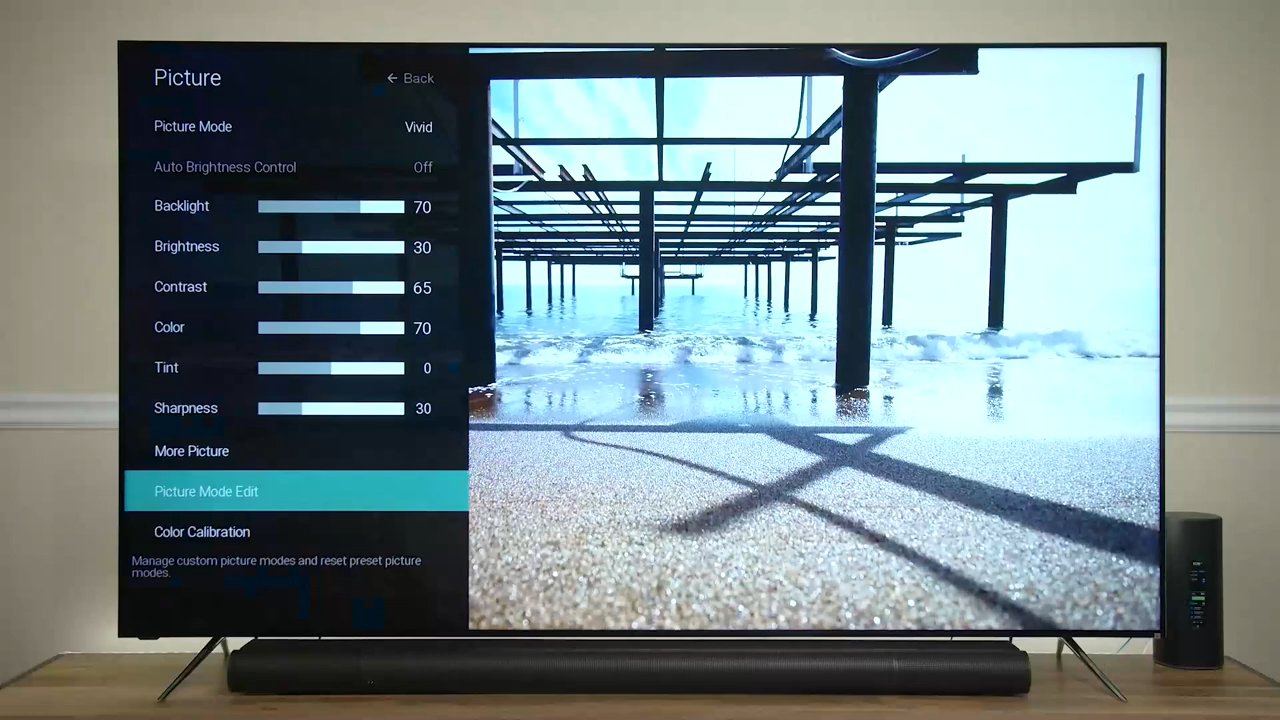 Picture
← Back
Picture Mode Vivid
Auto Brightness Control Off
Backlight 70
Brightness 30
Contrast 65
Color 70
Tint 0
Sharpness 30
More Picture
Picture Mode Edit
Color Calibration
Manage custom picture modes and reset preset picture
modes.